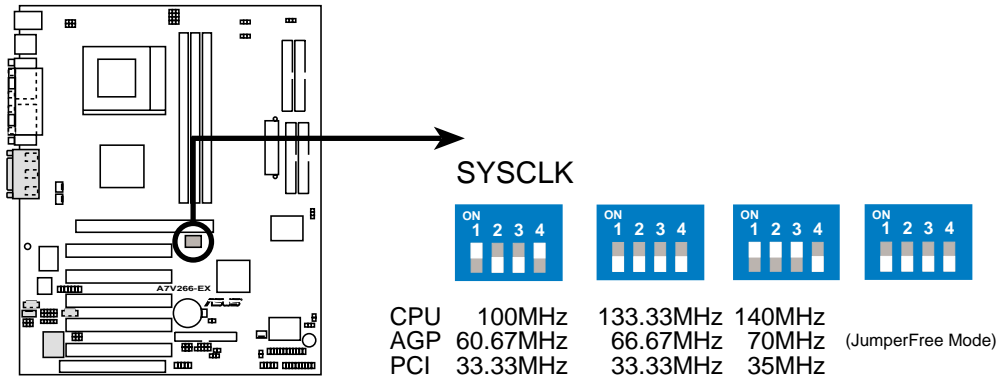 SYSCLK
ON ON ON ON
1 2 3 4 1 2 3 4 1 2 3 4 1 2 3 4
A7V266-EX
ASUS
CPU 100MHz 133.33MHz 140MHz
AGP 60.67MHz 66.67MHz 70MHz (JumperFree Mode)
PCI 33.33MHz 33.33MHz 35MHz